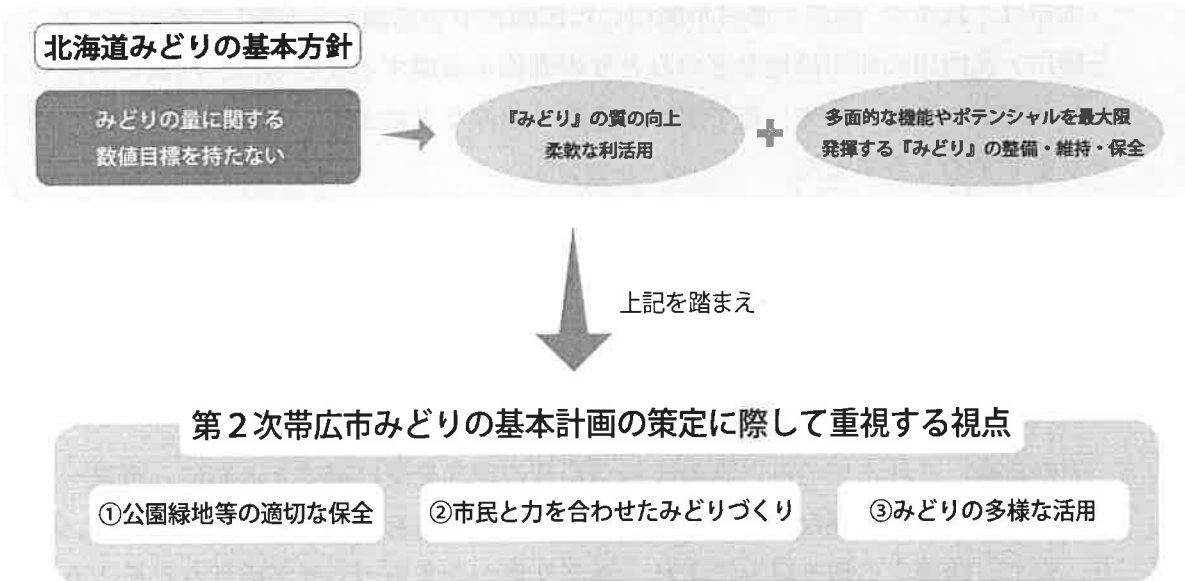 北海道みどりの基本方針
みどりの量に関する
数値目標を持たない
『みどり』の質の向上
柔軟な利活用
多面的な機能やポテンシャルを最大限
発揮する『みどり』の整備・維持・保全
上記を踏まえ
第２次帯広市みどりの基本計画の策定に際して重視する視点
①公園緑地等の適切な保全
②市民と力を合わせたみどりづくり
③みどりの多様な活用